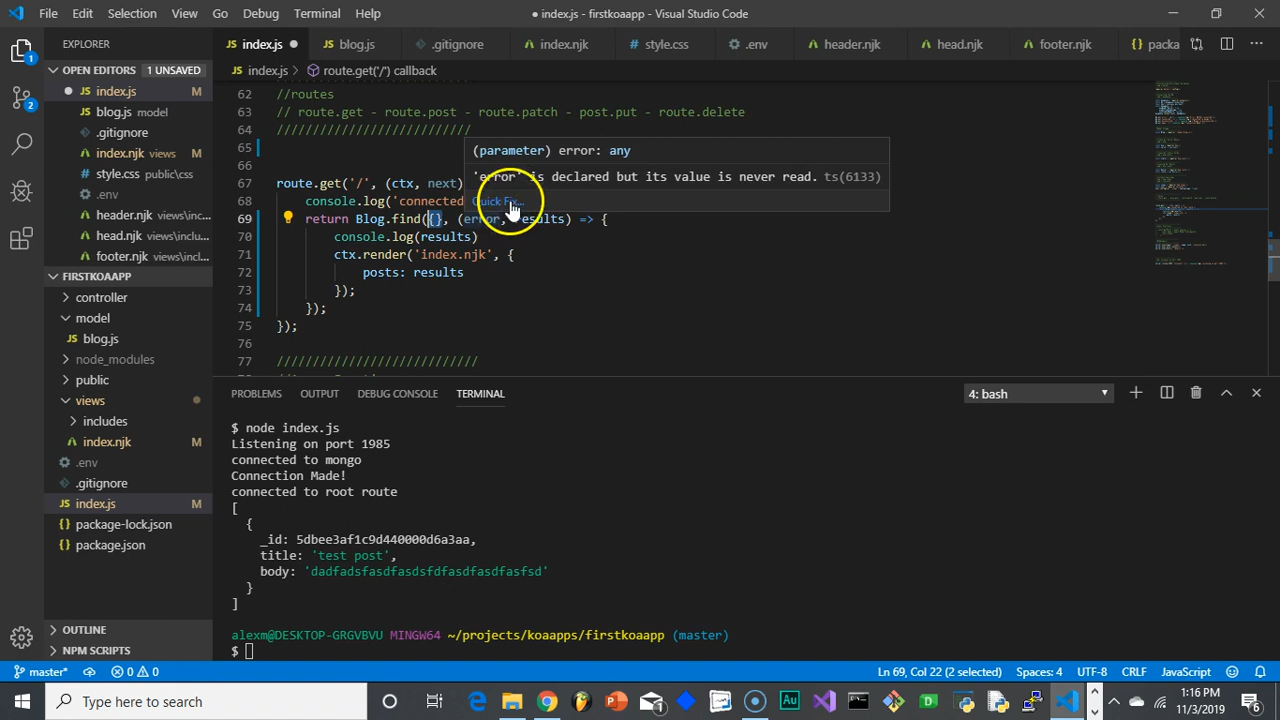 File Edit Selection View Go Debug Terminal Help
● index.js - firstkoaapp - Visual Studio Code
EXPLORER
index.js
blog.js
.gitignore
index.njk
style.css
.env
header.njk
head.njk
footer.njk
packa
index.js > route.get('/') callback
OPEN EDITORS 1 UNSAVED
index.js M
blog.js model
.gitignore
index.njk views M
style.css public\css
.env
header.njk views\inclu...
head.njk views\includ...
footer.njk views\inclu...
FIRSTKOAAPP
controller
model
blog.js
node_modules
public
views
includes
index.njk M
.env
.gitignore
index.js M
package-lock.json
package.json
OUTLINE
NPM SCRIPTS
62 //routes
63 // route.get - route.post - route.patch - post.put - route.delete
64 ////////////////////////////
65
66
67 route.get('/', (ctx, next)
68 console.log('connected
69 return Blog.find({}, (error, results) => {
70 console.log(results)
71 ctx.render('index.njk', {
72 posts: results
73 });
74 });
75 });
76
77 ////////////////////////////
(parameter) error: any
'error' is declared but its value is never read. ts(6133)
Quick Fix...
PROBLEMS OUTPUT DEBUG CONSOLE TERMINAL
4: bash
$ node index.js
Listening on port 1985
connected to mongo
Connection Made!
connected to root route
[
{
_id: 5dbee3af1c9d440000d6a3aa,
title: 'test post',
body: 'dadfadsfasdfasdsfdfasdfasdfasfsd'
}
]
alexm@DESKTOP-GRGVBVU MINGW64 ~/projects/koaapps/firstkoaapp (master)
$
master* 0 0
Ln 69, Col 22 (2 selected) Spaces: 4 UTF-8 CRLF JavaScript
Type here to search
1:16 PM
11/3/2019